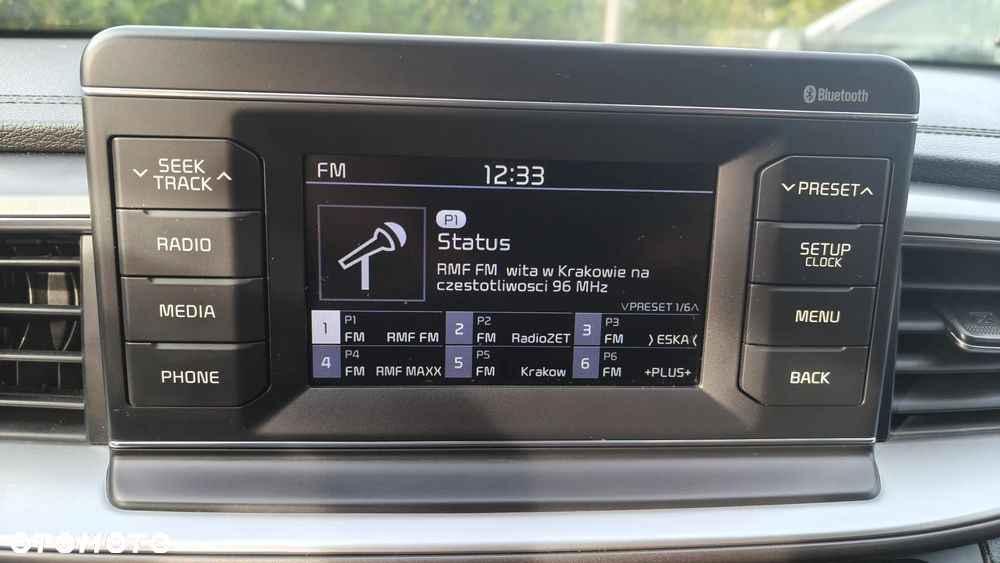 Bluetooth
SEEK
TRACK
RADIO
MEDIA
PHONE
FM 12:33
P1
Status
RMF FM wita w Krakowie na
czestotliwosci 96 MHz
PRESET 1/6
1 P1 FM RMF FM
2 P2 FM RadioZET
3 P3 FM )ESKA(
4 P4 FM RMF MAXX
5 P5 FM Krakow
6 P6 FM +PLUS+
PRESET
SETUP
CLOCK
MENU
BACK
OTOMOTO